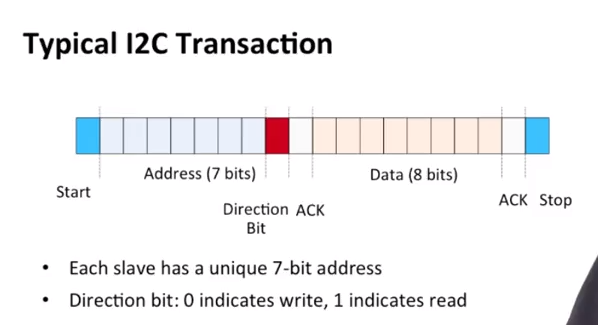 Typical I2C Transaction
Address (7 bits)
Data (8 bits)
Start
Direction
Bit
ACK
ACK
Stop
• Each slave has a unique 7-bit address
• Direction bit: 0 indicates write, 1 indicates read